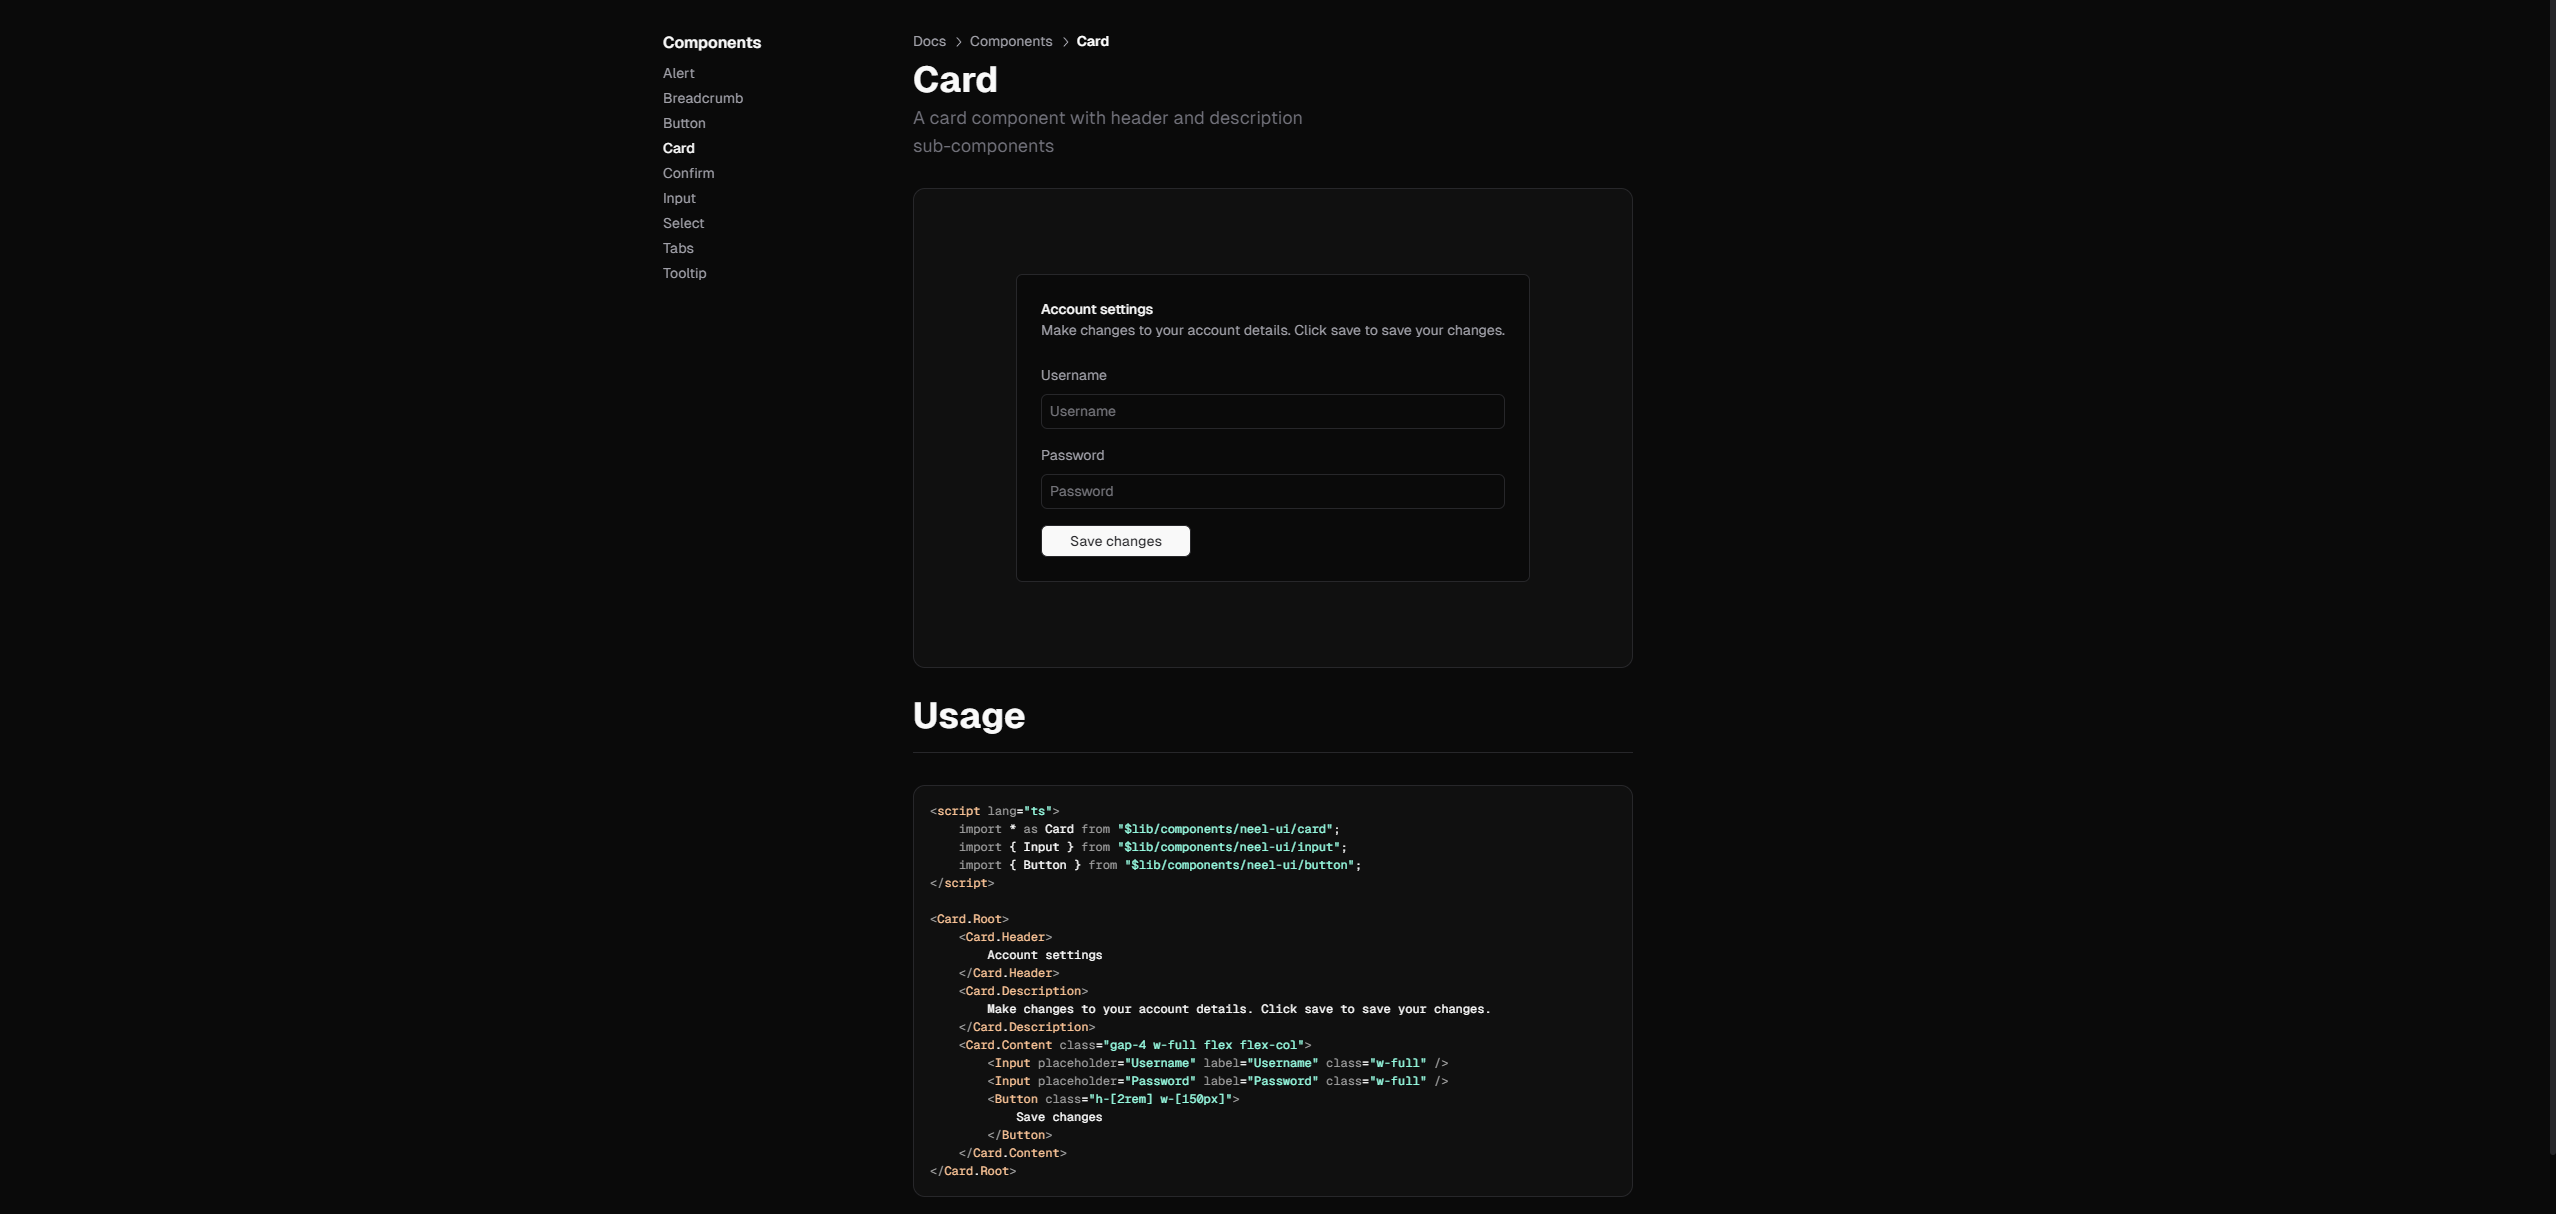 Components
Alert
Breadcrumb
Button
Card
Confirm
Input
Select
Tabs
Tooltip
Docs > Components > Card
Card
A card component with header and description
sub-components
Account settings
Make changes to your account details. Click save to save your changes.
Username
Username
Password
Password
Save changes
Usage
<script lang="ts">
    import * as Card from "$lib/components/neel-ui/card";
    import { Input } from "$lib/components/neel-ui/input";
    import { Button } from "$lib/components/neel-ui/button";
</script>

<Card.Root>
    <Card.Header>
        Account settings
    </Card.Header>
    <Card.Description>
        Make changes to your account details. Click save to save your changes.
    </Card.Description>
    <Card.Content class="gap-4 w-full flex flex-col">
        <Input placeholder="Username" label="Username" class="w-full" />
        <Input placeholder="Password" label="Password" class="w-full" />
        <Button class="h-[2rem] w-[150px]">
            Save changes
        </Button>
    </Card.Content>
</Card.Root>